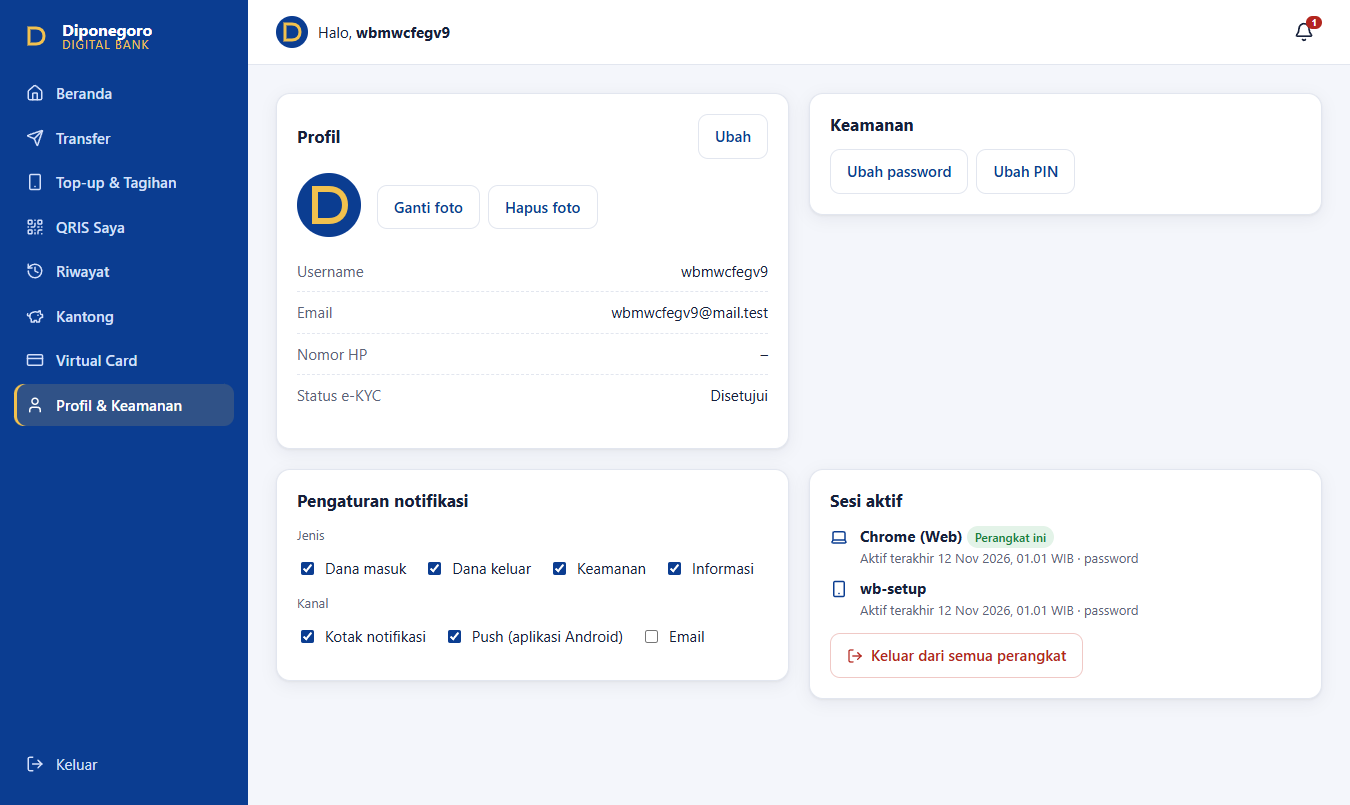 Diponegoro
DIGITAL BANK
Beranda
Transfer
Top-up & Tagihan
QRIS Saya
Riwayat
Kantong
Virtual Card
Profil & Keamanan
Keluar
D
Halo, wbmwcfegv9
1
Profil
Ubah
D
Ganti foto
Hapus foto
Username wbmwcfegv9
Email wbmwcfegv9@mail.test
Nomor HP –
Status e-KYC Disetujui
Keamanan
Ubah password
Ubah PIN
Pengaturan notifikasi
Jenis
Dana masuk Dana keluar Keamanan Informasi
Kanal
Kotak notifikasi Push (aplikasi Android) Email
Sesi aktif
Chrome (Web) Perangkat ini
Aktif terakhir 12 Nov 2026, 01.01 WIB · password
wb-setup
Aktif terakhir 12 Nov 2026, 01.01 WIB · password
Keluar dari semua perangkat